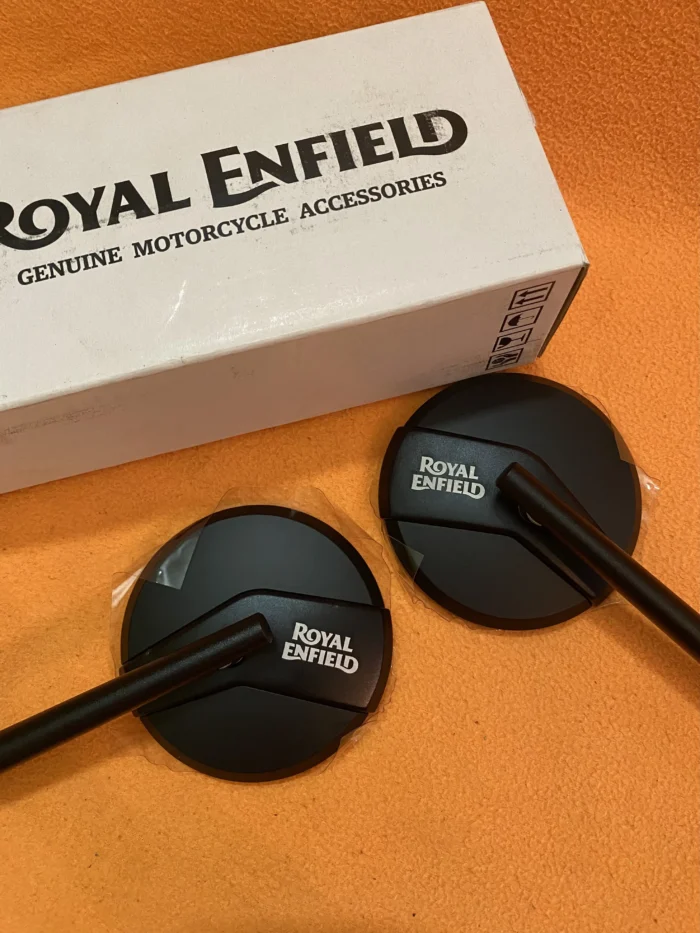 ROYAL ENFIELD
GENUINE MOTORCYCLE ACCESSORIES
ROYAL
ENFIELD
ROYAL
ENFIELD